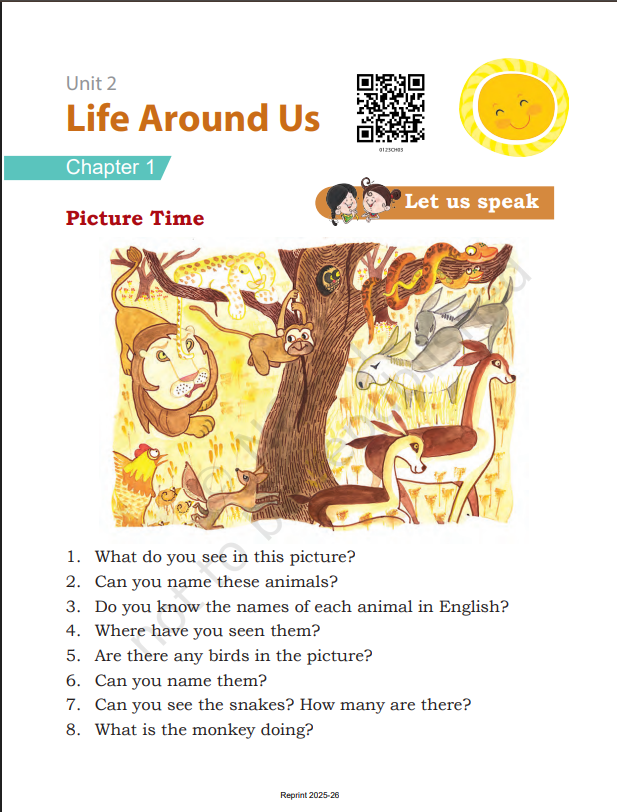 Unit 2
Life Around Us
0123CH03
Chapter 1
Let us speak
Picture Time
1. What do you see in this picture?
2. Can you name these animals?
3. Do you know the names of each animal in English?
4. Where have you seen them?
5. Are there any birds in the picture?
6. Can you name them?
7. Can you see the snakes? How many are there?
8. What is the monkey doing?
Reprint 2025-26